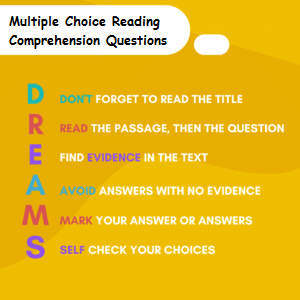 Multiple Choice Reading
Comprehension Questions
D DON'T FORGET TO READ THE TITLE
R READ THE PASSAGE, THEN THE QUESTION
E FIND EVIDENCE IN THE TEXT
A AVOID ANSWERS WITH NO EVIDENCE
M MARK YOUR ANSWER OR ANSWERS
S SELF CHECK YOUR CHOICES